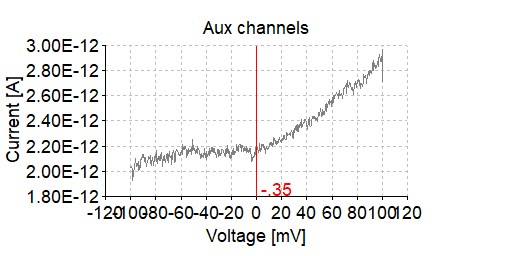 Aux channels
3.00E-12
2.80E-12
2.60E-12
2.40E-12
2.20E-12
2.00E-12
1.80E-12
Current [A]
-.35
-120-100-80 -60 -40 -20 0 20 40 60 80 100 120
Voltage [mV]